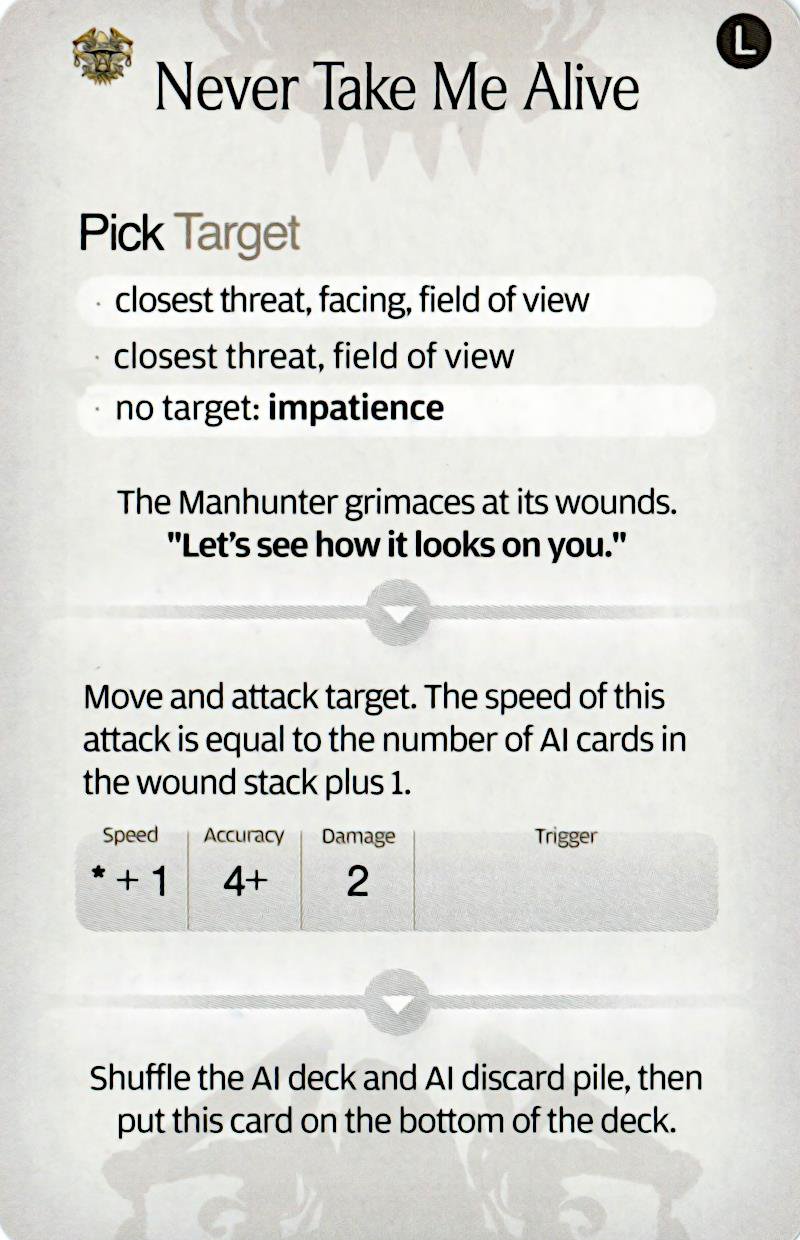 L
Never Take Me Alive
Pick Target
· closest threat, facing, field of view
· closest threat, field of view
· no target: impatience
The Manhunter grimaces at its wounds.
"Let's see how it looks on you."
Move and attack target. The speed of this
attack is equal to the number of AI cards in
the wound stack plus 1.
Speed Accuracy Damage Trigger
* + 1 4+ 2
Shuffle the AI deck and AI discard pile, then
put this card on the bottom of the deck.